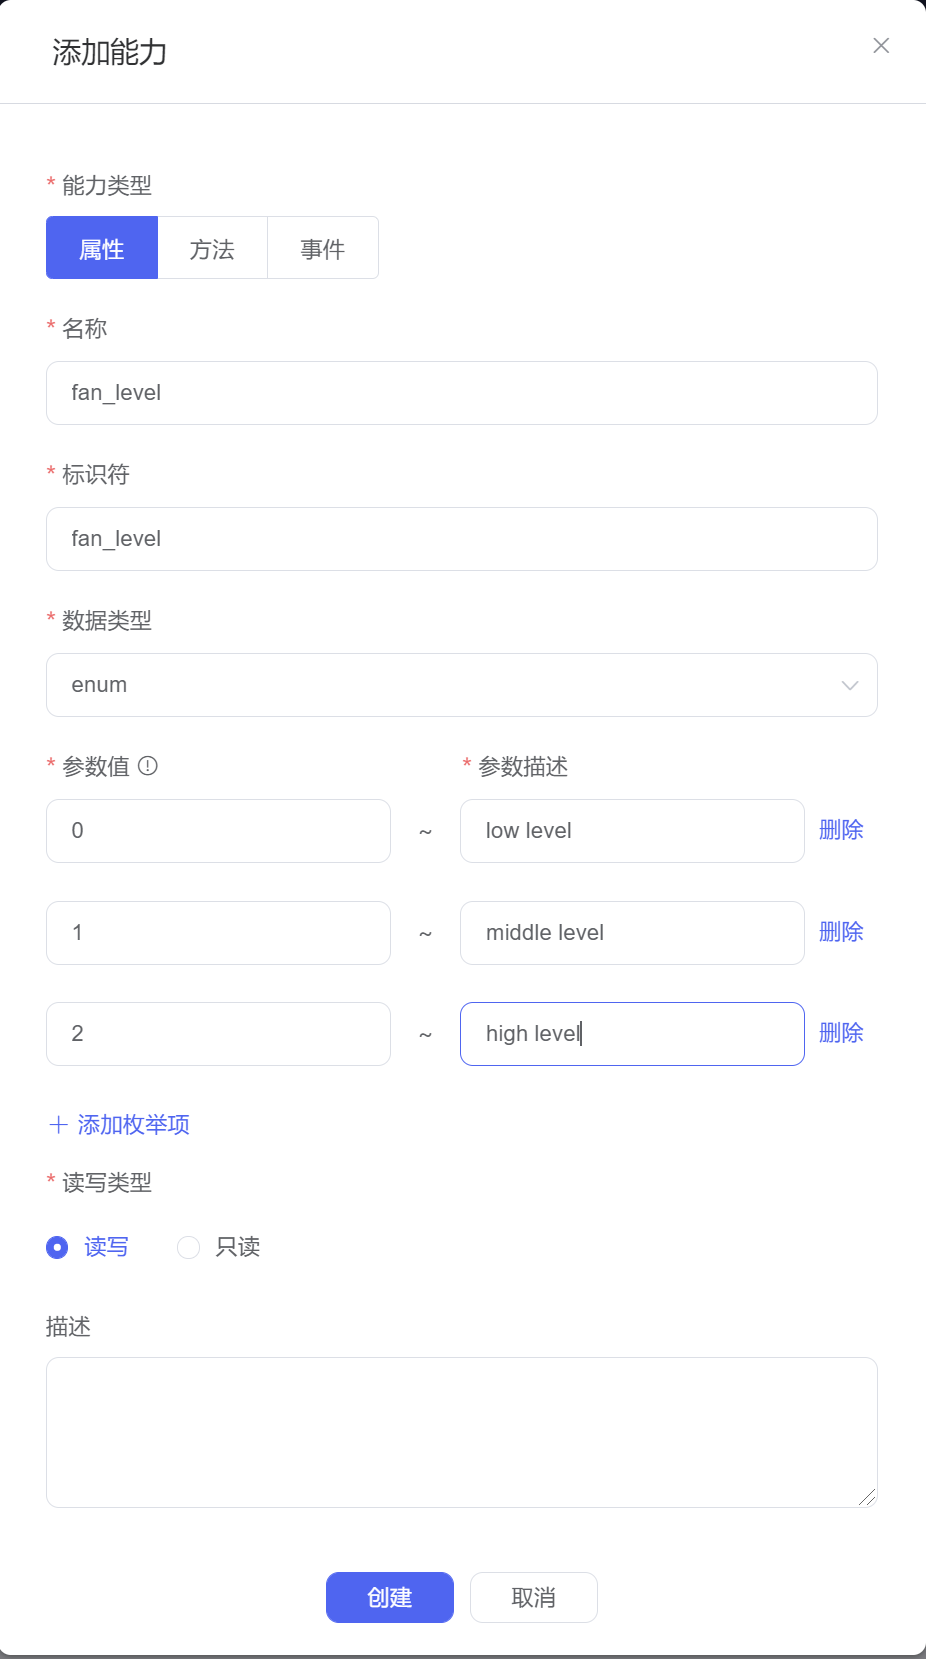 添加能力
* 能力类型
属性 方法 事件
* 名称
fan_level
* 标识符
fan_level
* 数据类型
enum
* 参数值 * 参数描述
0 ~ low level 删除
1 ~ middle level 删除
2 ~ high level 删除
+ 添加枚举项
* 读写类型
读写 只读
描述
创建 取消